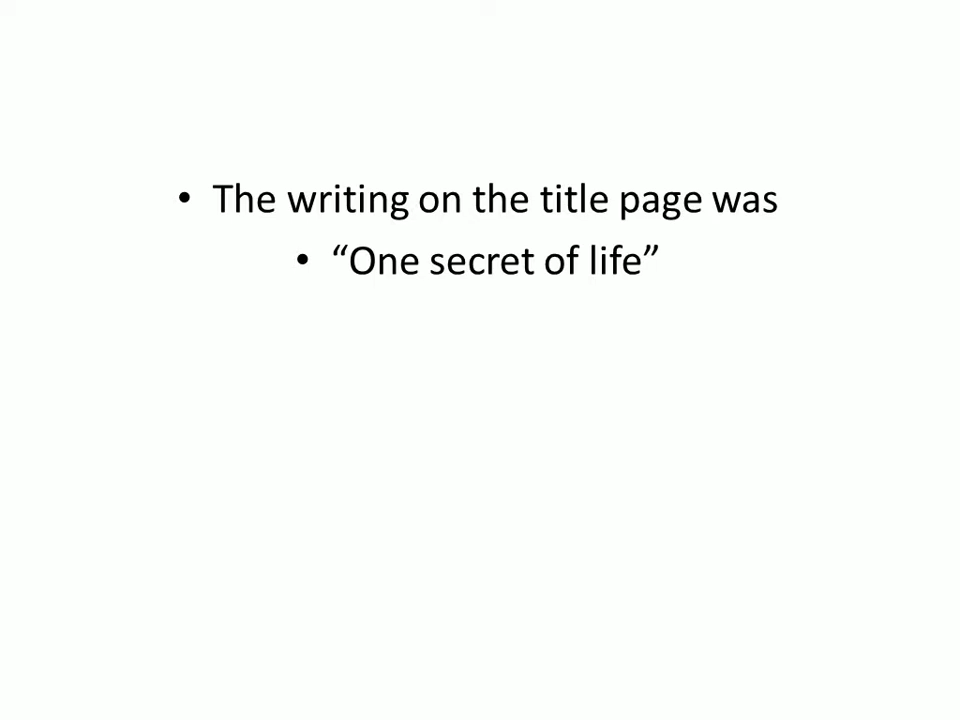 • The writing on the title page was
• “One secret of life”